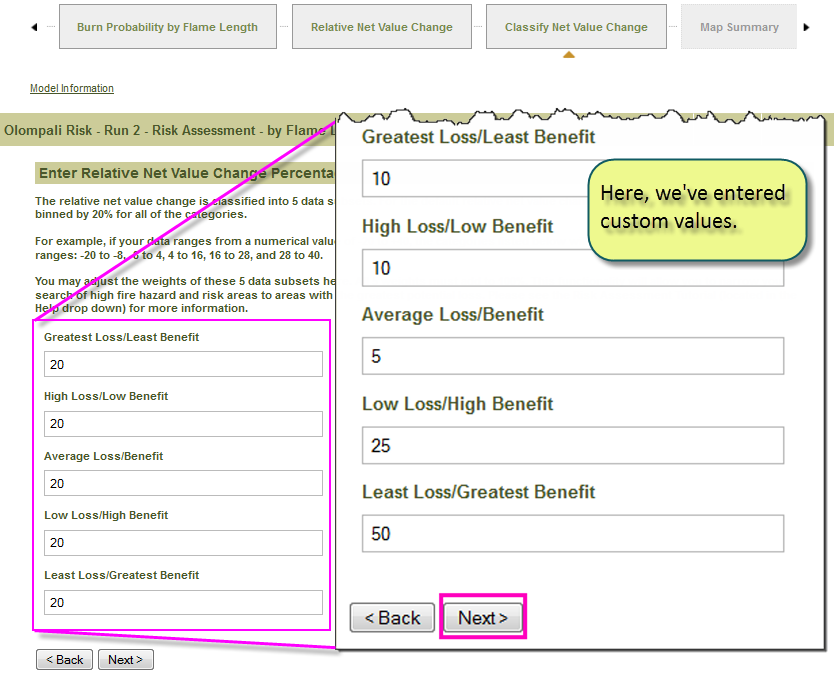 Burn Probability by Flame Length
Relative Net Value Change
Classify Net Value Change
Map Summary
Model Information
Olompali Risk - Run 2 - Risk Assessment - by Flame
Enter Relative Net Value Change
The relative net value change is classified into 5 data
binned by 20% for all of the categories.
For example, if your data ranges from a numerical
ranges: -20 to -8, -8 to 4, 4 to 16, 16 to 28, and 28 to 40.
You may adjust the weights of these 5 data subsets
search of high fire hazard and risk areas to areas with
Help drop down) for more information.
Greatest Loss/Least Benefit
20
High Loss/Low Benefit
20
Average Loss/Benefit
20
Low Loss/High Benefit
20
Least Loss/Greatest Benefit
20
< Back
Next >
Greatest Loss/Least Benefit
10
High Loss/Low Benefit
10
Average Loss/Benefit
5
Low Loss/High Benefit
25
Least Loss/Greatest Benefit
50
< Back
Next >
Here, we've entered
custom values.